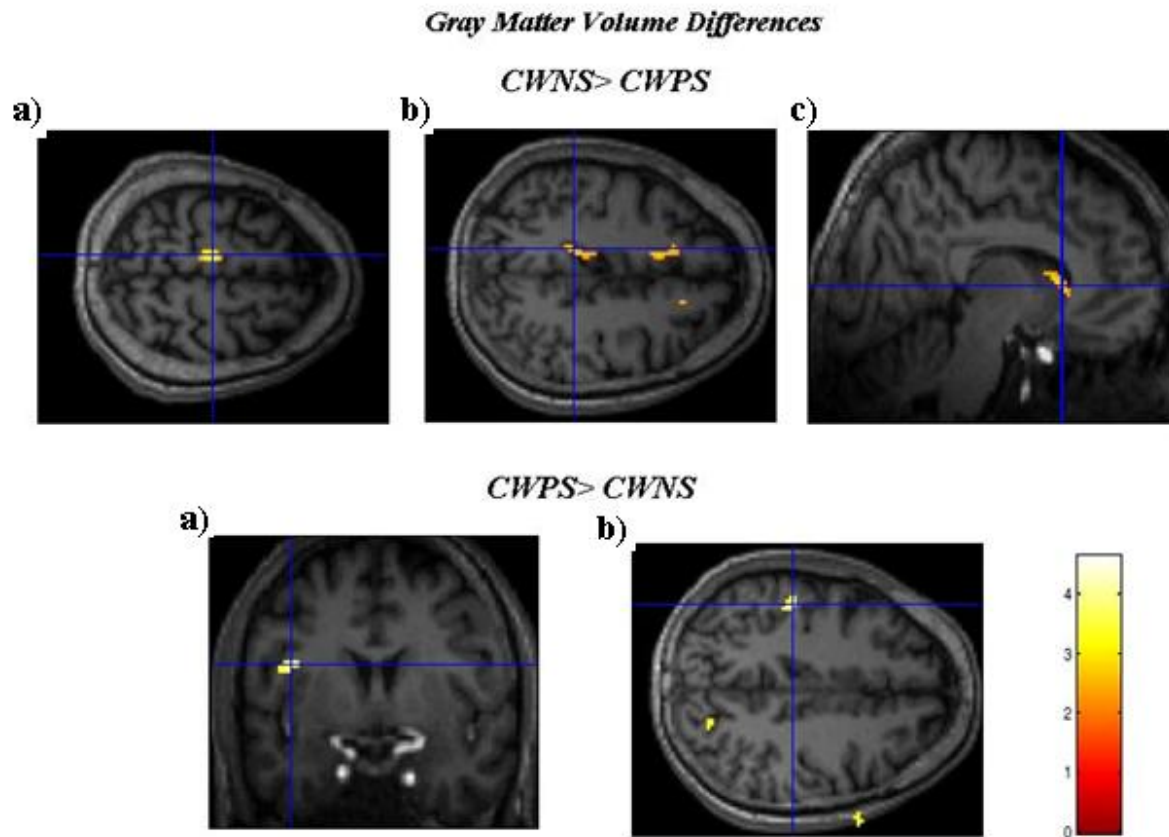 Gray Matter Volume Differences
CWNS> CWPS
a)
b)
c)
CWPS> CWNS
a)
b)
4
3
2
1
0